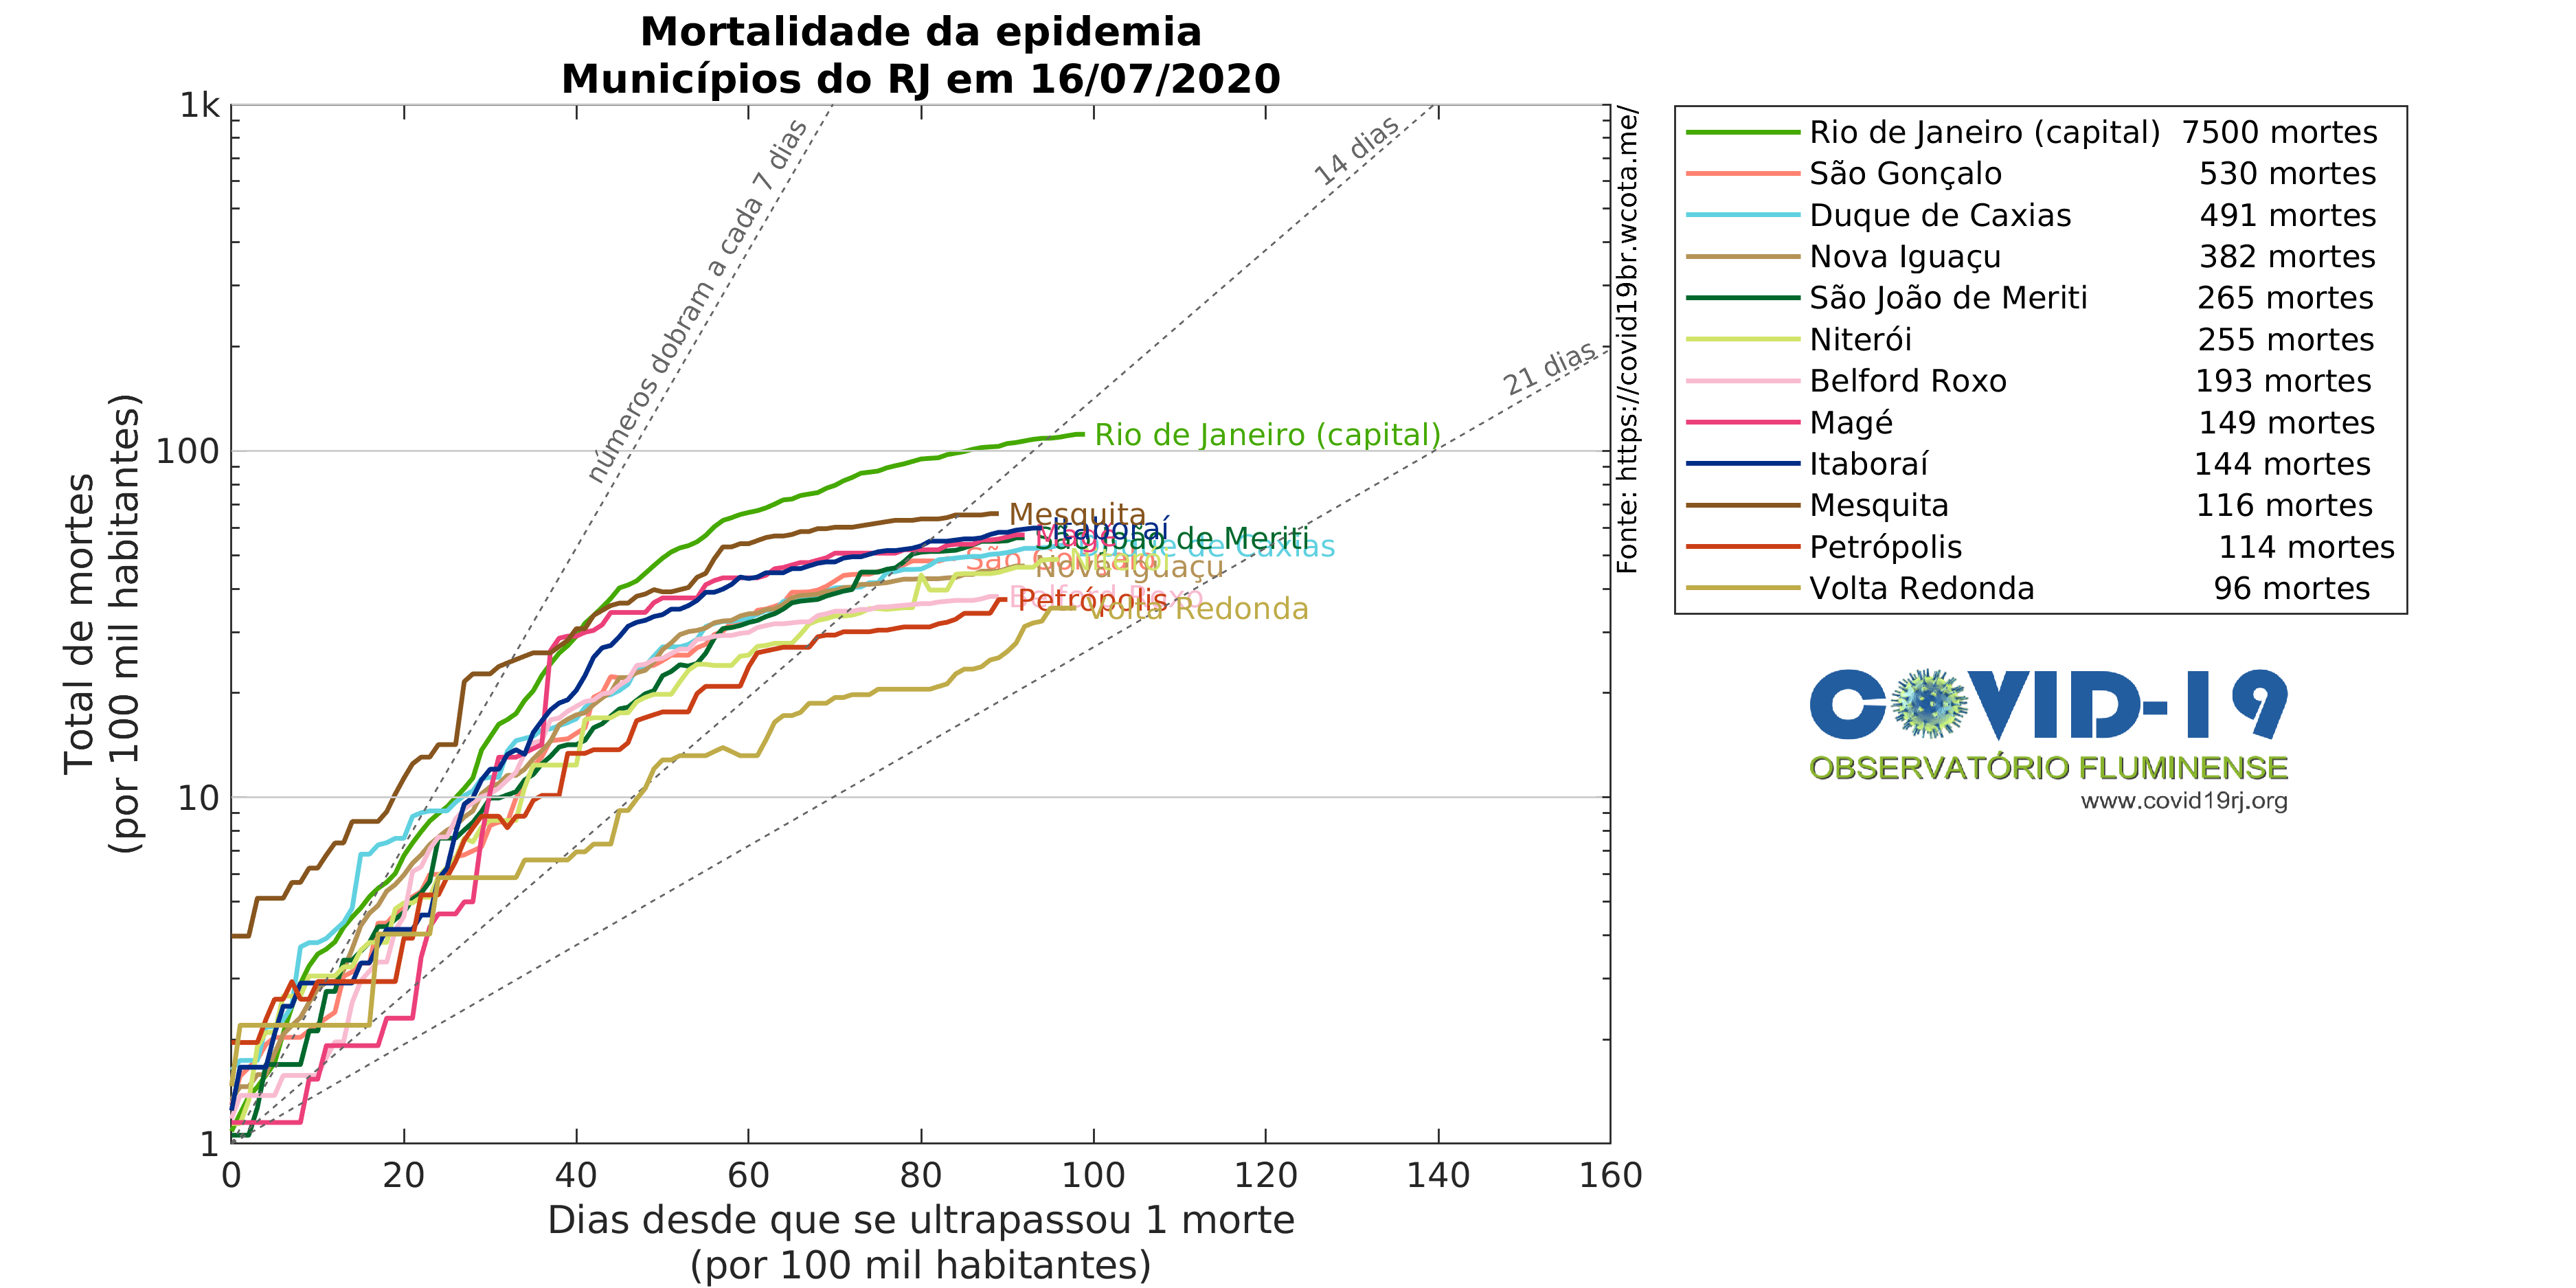 Mortalidade da epidemia
Municípios do RJ em 16/07/2020
Total de mortes
(por 100 mil habitantes)
1k
100
10
1
0 20 40 60 80 100 120 140 160
Dias desde que se ultrapassou 1 morte
(por 100 mil habitantes)
números dobram a cada 7 dias
14 dias
21 dias
Rio de Janeiro (capital)
Mesquita
Itaboraí
Magé
São João de Meriti
Duque de Caxias
São Gonçalo
Niterói
Nova Iguaçu
Belford Roxo
Petrópolis
Volta Redonda
Fonte: https://covid19br.wcota.me/
Rio de Janeiro (capital) 7500 mortes
São Gonçalo 530 mortes
Duque de Caxias 491 mortes
Nova Iguaçu 382 mortes
São João de Meriti 265 mortes
Niterói 255 mortes
Belford Roxo 193 mortes
Magé 149 mortes
Itaboraí 144 mortes
Mesquita 116 mortes
Petrópolis 114 mortes
Volta Redonda 96 mortes
COVID-19
OBSERVATÓRIO FLUMINENSE
www.covid19rj.org